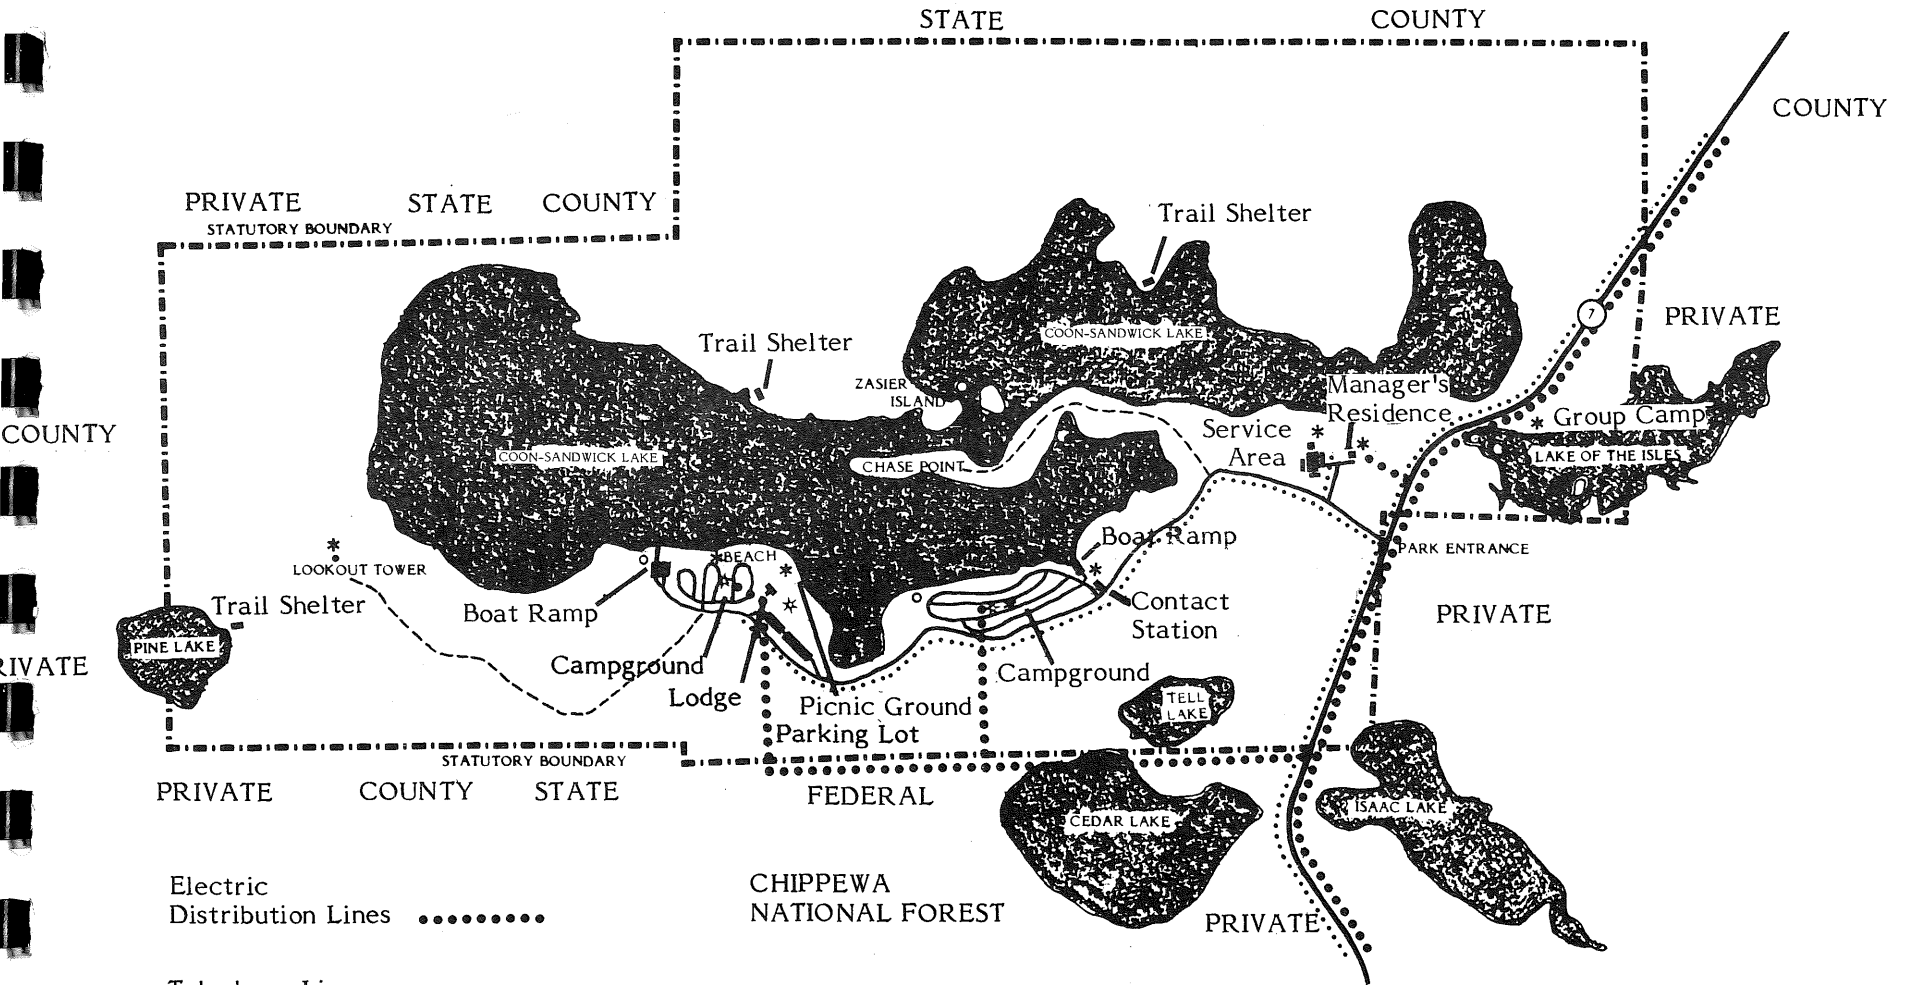 STATE
COUNTY
COUNTY
PRIVATE
STATE
COUNTY
STATUTORY BOUNDARY
Trail Shelter
7
PRIVATE
COON-SANDWICK LAKE
Trail Shelter
ZASIER
ISLAND
Manager's
Residence
Group Camp
LAKE OF THE ISLES
Service
Area
COUNTY
COON-SANDWICK LAKE
CHASE POINT
Boat Ramp
PARK ENTRANCE
BEACH
LOOKOUT TOWER
Trail Shelter
Boat Ramp
Contact
Station
PRIVATE
PINE LAKE
RIVATE
Campground
Campground
Lodge
TELL
LAKE
Picnic Ground
Parking Lot
STATUTORY BOUNDARY
PRIVATE
COUNTY
STATE
FEDERAL
ISAAC LAKE
CEDAR LAKE
Electric
Distribution Lines
CHIPPEWA
NATIONAL FOREST
PRIVATE